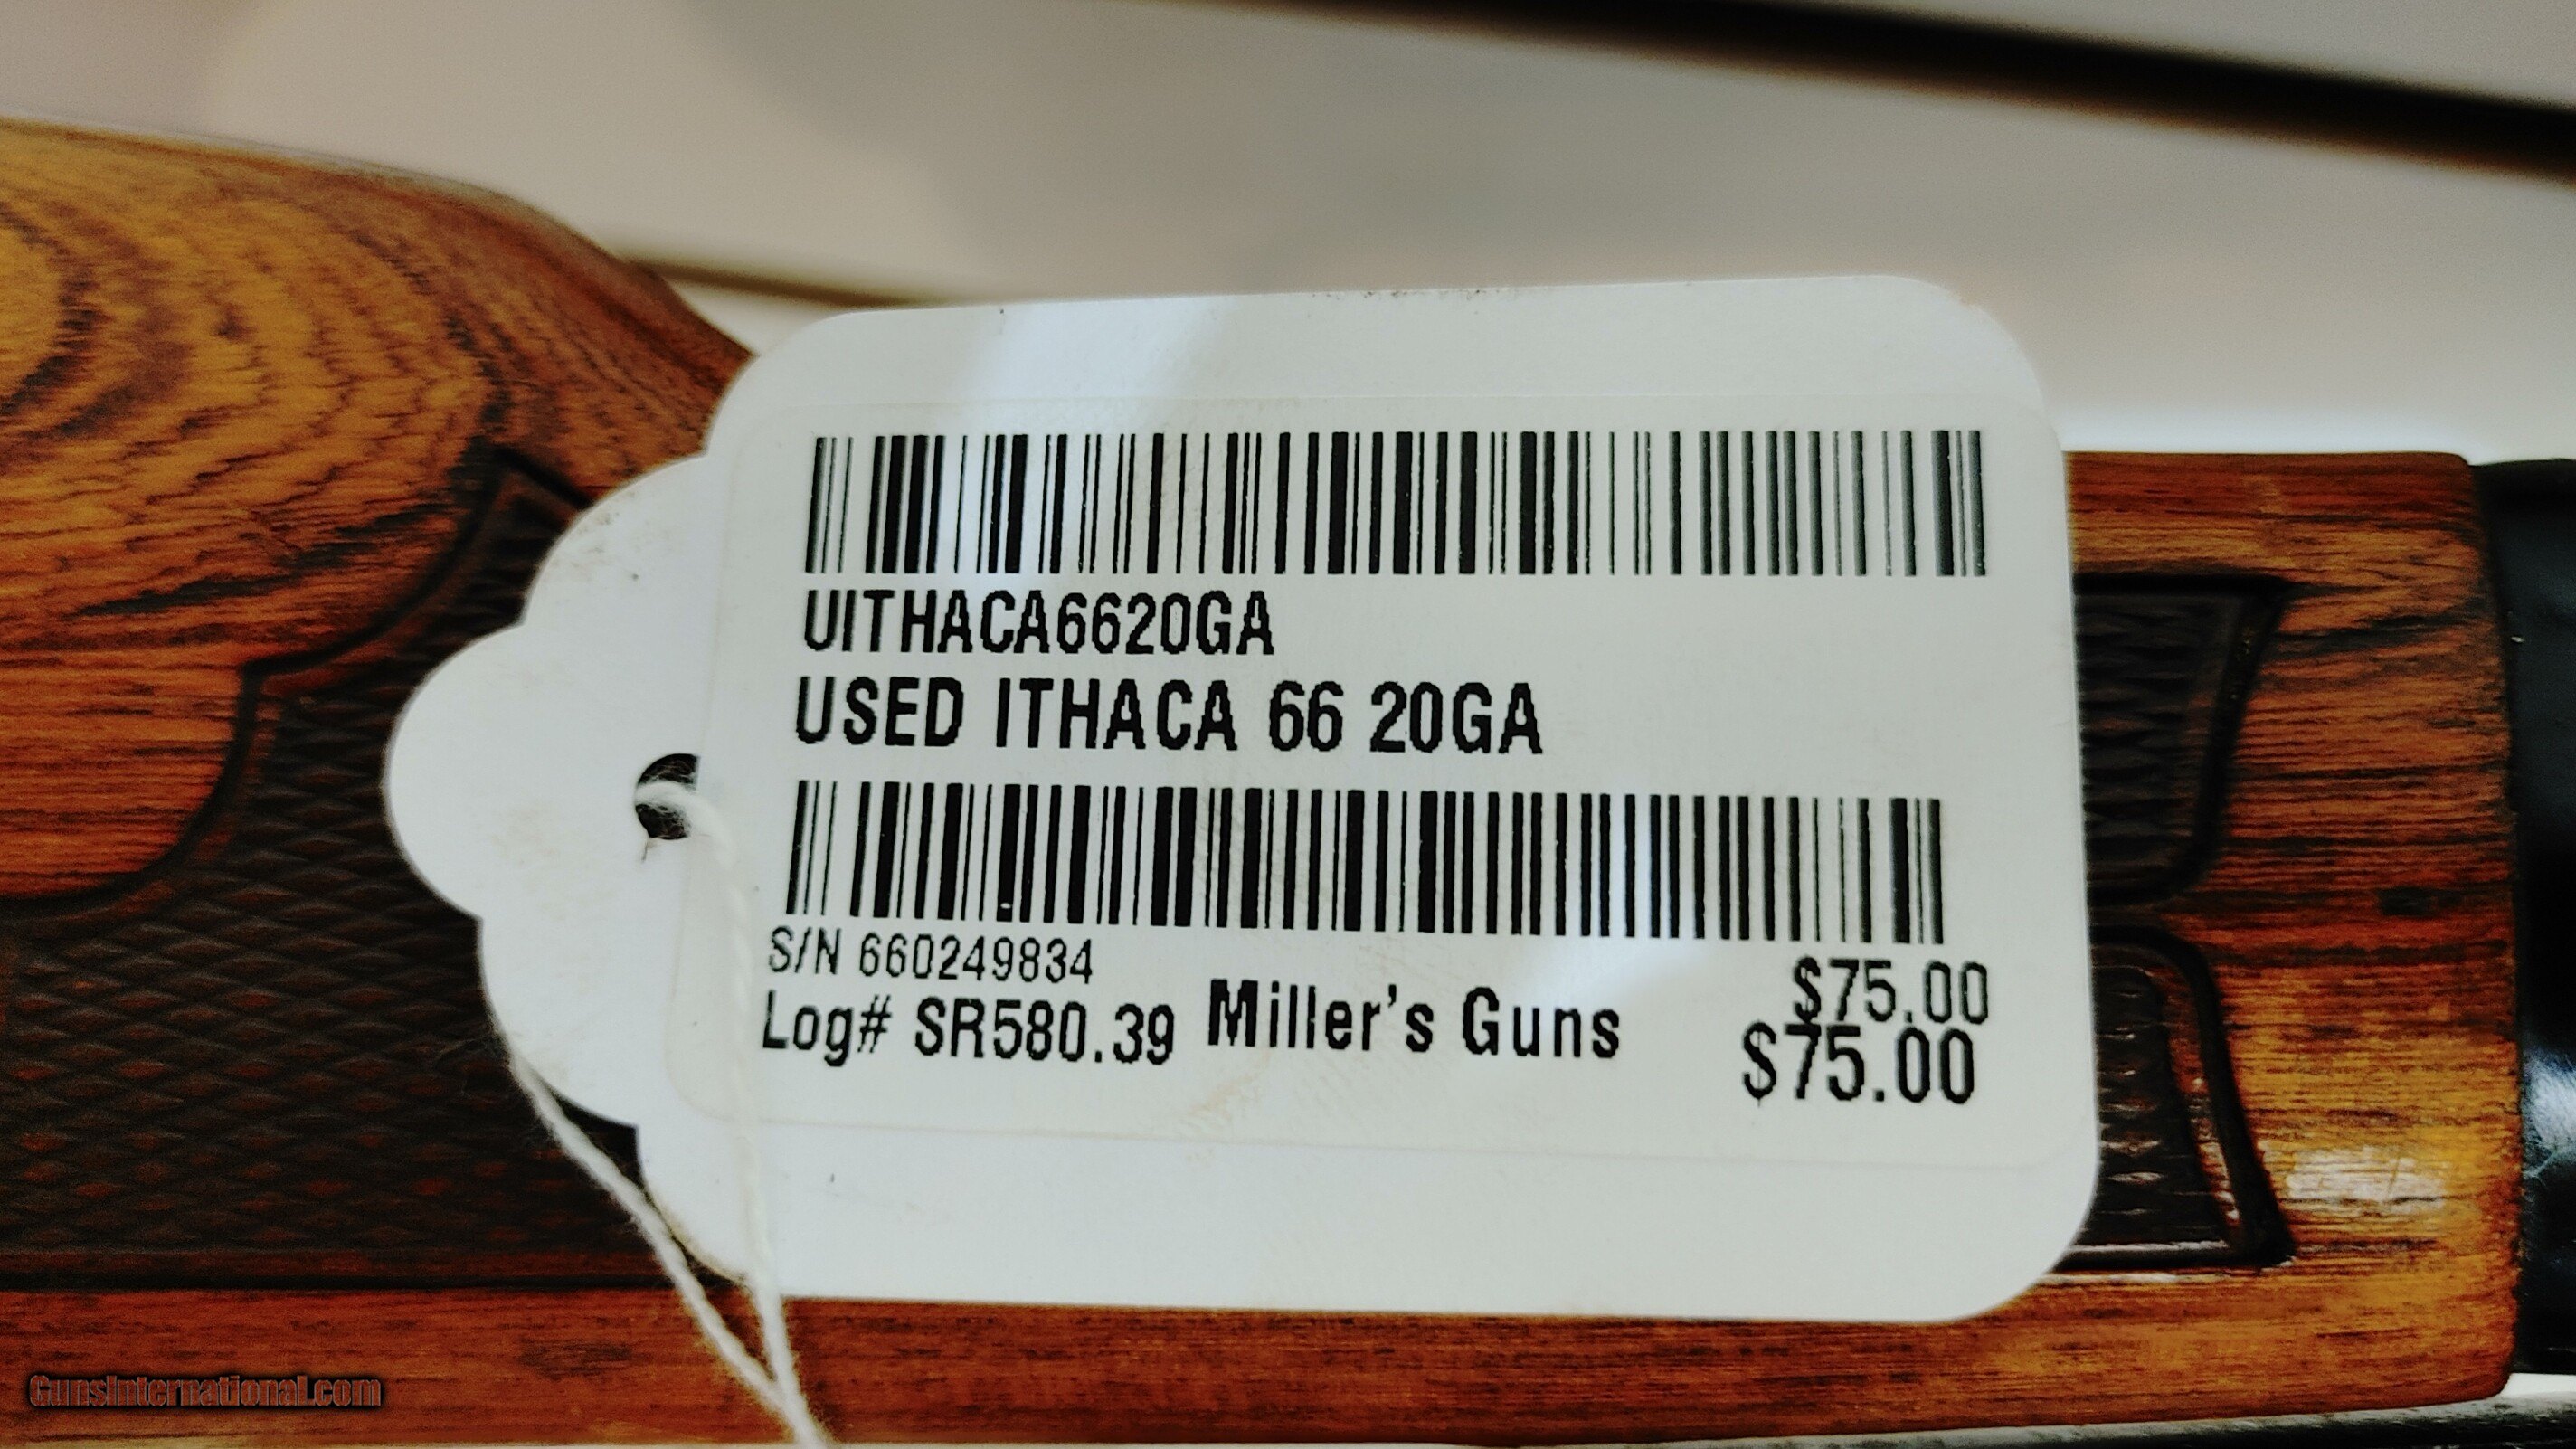 UITHACA6620GA
USED ITHACA 66 20GA
S/N 660249834
$75.00
Log# SR580.39 Miller's Guns
$75.00
GunsInternational.com